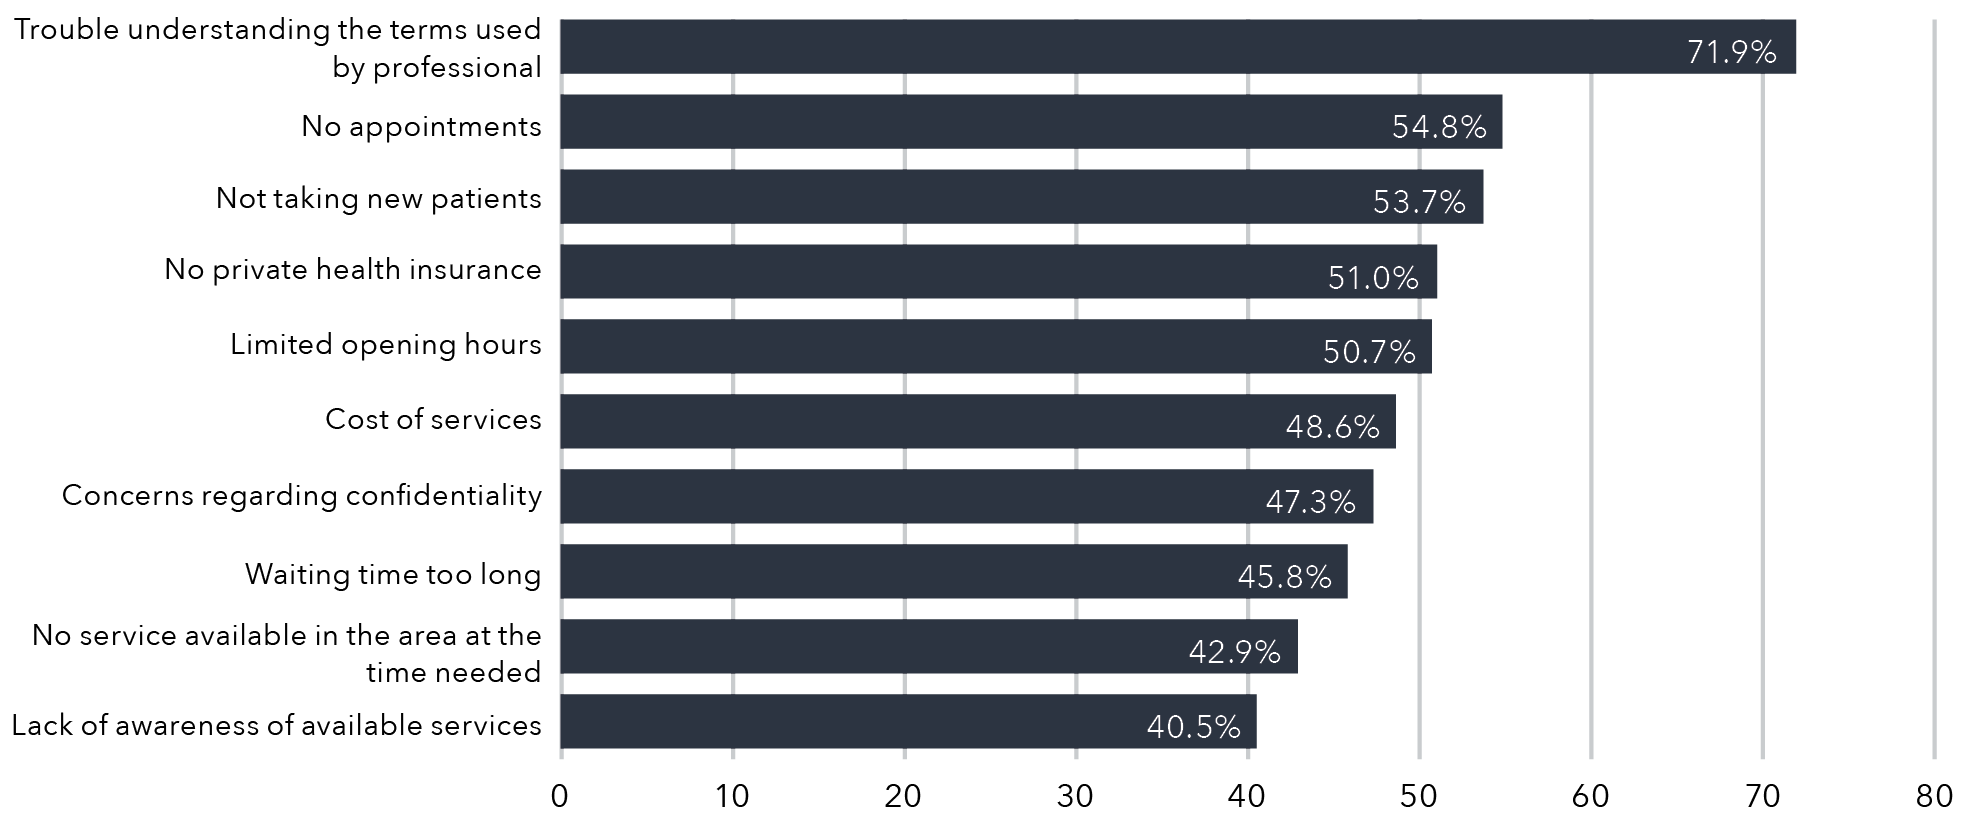 Trouble understanding the terms used
by professional
71.9%
No appointments
54.8%
Not taking new patients
53.7%
No private health insurance
51.0%
Limited opening hours
50.7%
Cost of services
48.6%
Concerns regarding confidentiality
47.3%
Waiting time too long
45.8%
No service available in the area at the
time needed
42.9%
Lack of awareness of available services
40.5%
0 10 20 30 40 50 60 70 80